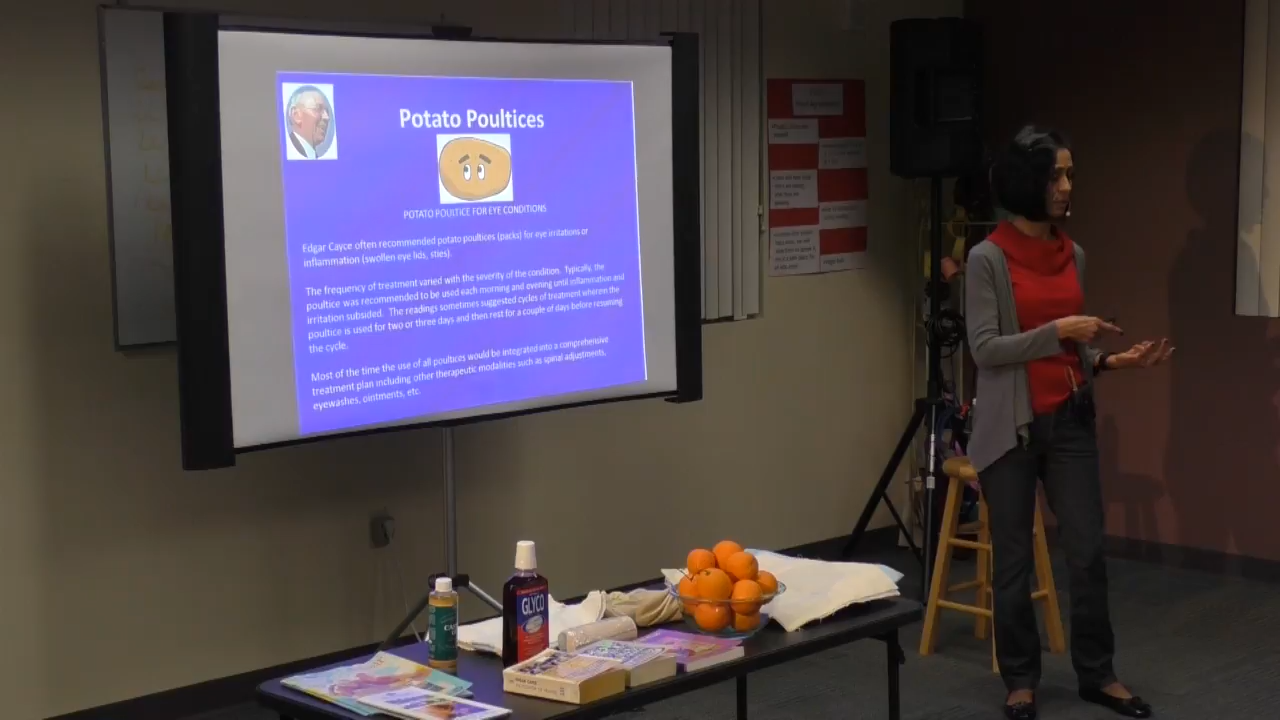 Potato Poultices
POTATO POULTICE FOR EYE CONDITIONS
Edgar Cayce often recommended potato poultices (packs) for eye irritations or
inflammation (swollen eye lids, sties).
The frequency of treatment varied with the severity of the condition. Typically, the
poultice was recommended to be used each morning and evening until inflammation and
irritation subsided. The readings sometimes suggested cycles of treatment wherein the
poultice is used for two or three days and then rest for a couple of days before resuming
the cycle.
Most of the time the use of all poultices would be integrated into a comprehensive
treatment plan including other therapeutic modalities such as spinal adjustments,
eyewashes, ointments, etc.
GLYCO